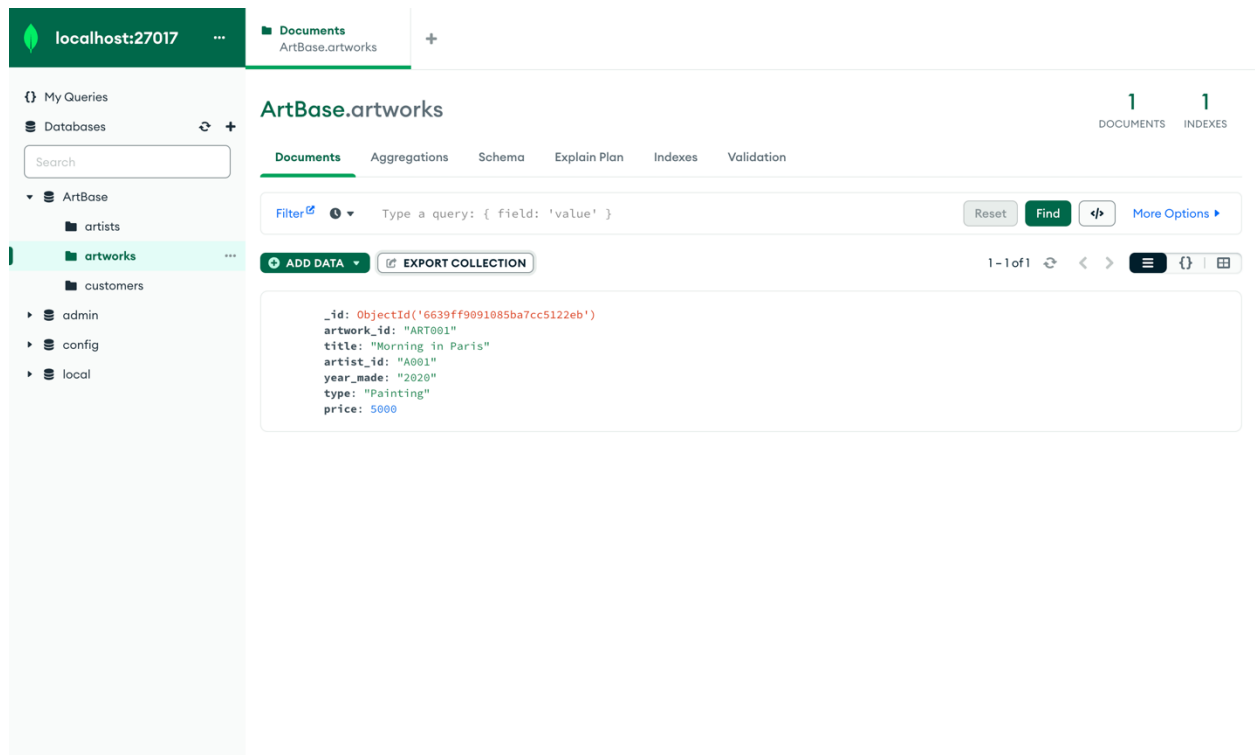 localhost:27017 ...
Documents
ArtBase.artworks
+
{} My Queries
Databases
Search
ArtBase
artists
artworks ...
customers
admin
config
local
ArtBase.artworks
1
DOCUMENTS
1
INDEXES
Documents Aggregations Schema Explain Plan Indexes Validation
Filter Type a query: { field: 'value' } Reset Find </> More Options
ADD DATA EXPORT COLLECTION 1 – 1 of 1 {}
_id: ObjectId('6639ff9091085ba7cc5122eb')
artwork_id: "ART001"
title: "Morning in Paris"
artist_id: "A001"
year_made: "2020"
type: "Painting"
price: 5000